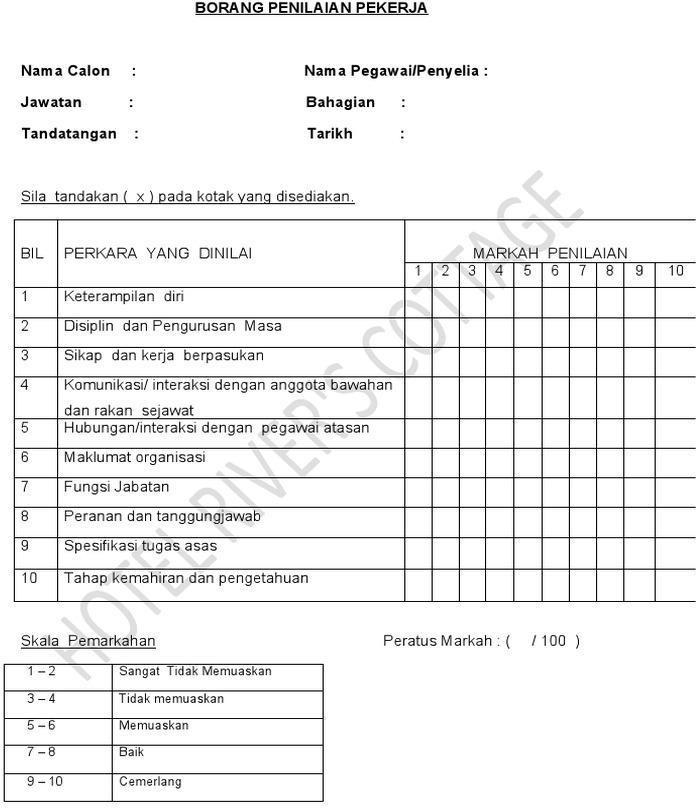 BORANG PENILAIAN PEKERJA
Nama Calon : Nama Pegawai/Penyelia :
Jawatan : Bahagian :
Tandatangan : Tarikh :
Sila tandakan ( x ) pada kotak yang disediakan.
BIL PERKARA YANG DINILAI MARKAH PENILAIAN
1 2 3 4 5 6 7 8 9 10
1 Keterampilan diri
2 Disiplin dan Pengurusan Masa
3 Sikap dan kerja berpasukan
4 Komunikasi/ interaksi dengan anggota bawahan
dan rakan sejawat
5 Hubungan/interaksi dengan pegawai atasan
6 Maklumat organisasi
7 Fungsi Jabatan
8 Peranan dan tanggungjawab
9 Spesifikasi tugas asas
10 Tahap kemahiran dan pengetahuan
Skala Pemarkahan Peratus Markah : ( / 100 )
1 – 2 Sangat Tidak Memuaskan
3 – 4 Tidak memuaskan
5 – 6 Memuaskan
7 – 8 Baik
9 – 10 Cemerlang
HOTEL RIVER'S COTTAGE